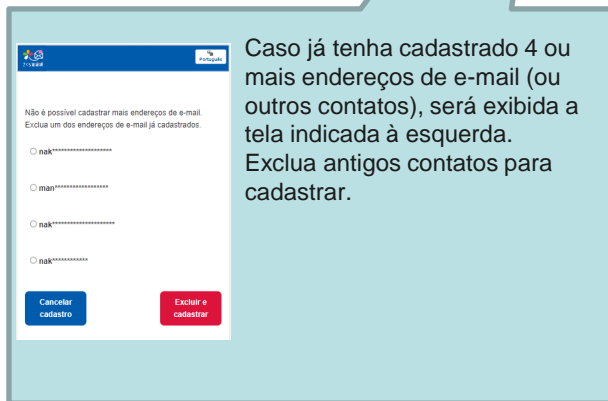 Português
Não é possível cadastrar mais endereços de e-mail.
Exclua um dos endereços de e-mail já cadastrados.
nak********************
man******************
nak*********************
nak************
Cancelar
cadastro
Excluir e
cadastrar
Caso já tenha cadastrado 4 ou
mais endereços de e-mail (ou
outros contatos), será exibida a
tela indicada à esquerda.
Exclua antigos contatos para
cadastrar.